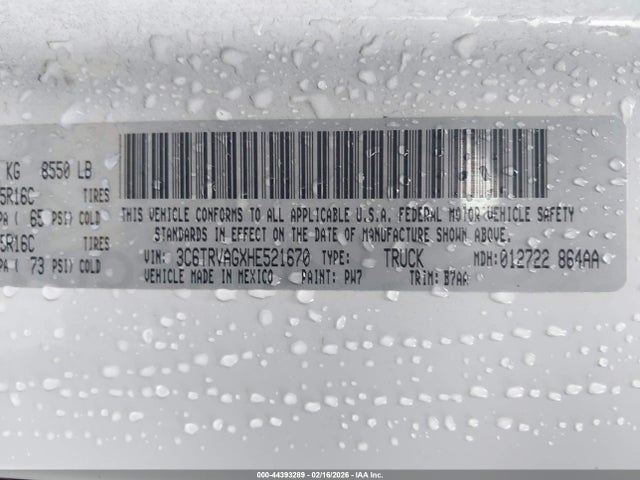 KG 8550 LB
5R16C TIRES
PA ( 65 PSI) COLD
5R16C TIRES
PA ( 73 PSI) COLD
THIS VEHICLE CONFORMS TO ALL APPLICABLE U.S.A. FEDERAL MOTOR VEHICLE SAFETY
STANDARDS IN EFFECT ON THE DATE OF MANUFACTURE SHOWN ABOVE.
VIN: 3C6TRVAGXHE521670 TYPE: TRUCK MDH: 012722 864AA
VEHICLE MADE IN MEXICO PAINT: PW7 TRIM: B7AA
000-44393289 - 02/16/2026 - IAA Inc.